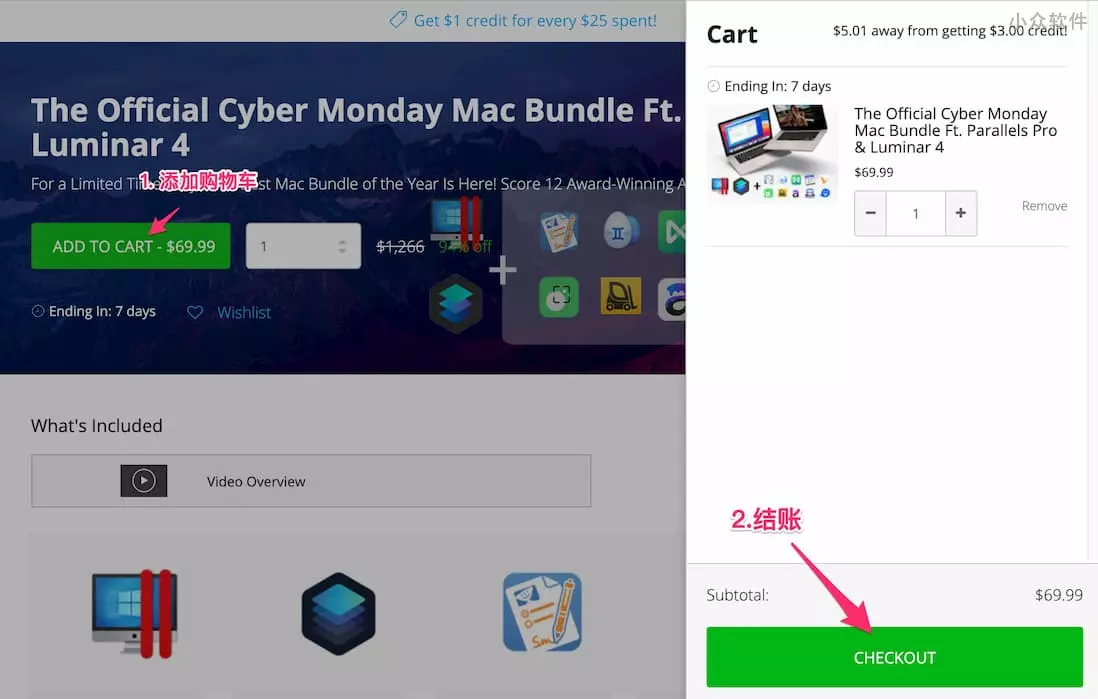 Get $1 credit for every $25 spent!
The Official Cyber Monday Mac Bundle Ft.
Luminar 4
For a Limited Ti
1.添加购物车
st Mac Bundle of the Year Is Here! Score 12 Award-Winning A
ADD TO CART - $69.99
1
$1,266
94% off
Ending In: 7 days
Wishlist
What's Included
Video Overview
小众软件
Cart
$5.01 away from getting $3.00 credit!
Ending In: 7 days
The Official Cyber Monday
Mac Bundle Ft. Parallels Pro
& Luminar 4
$69.99
− 1 +
Remove
2.结账
Subtotal:
$69.99
CHECKOUT